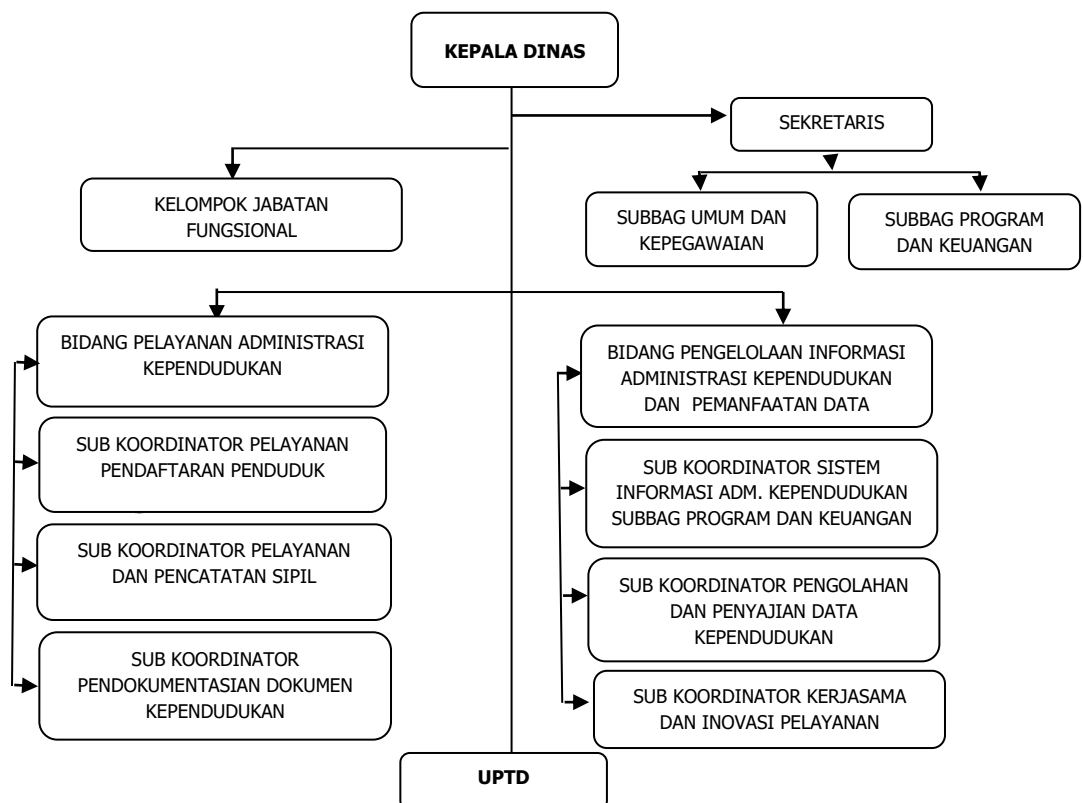 KEPALA DINAS
SEKRETARIS
KELOMPOK JABATAN
FUNGSIONAL
SUBBAG UMUM DAN
KEPEGAWAIAN
SUBBAG PROGRAM
DAN KEUANGAN
BIDANG PELAYANAN ADMINISTRASI
KEPENDUDUKAN
SUB KOORDINATOR PELAYANAN
PENDAFTARAN PENDUDUK
SUB KOORDINATOR PELAYANAN
DAN PENCATATAN SIPIL
SUB KOORDINATOR
PENDOKUMENTASIAN DOKUMEN
KEPENDUDUKAN
BIDANG PENGELOLAAN INFORMASI
ADMINISTRASI KEPENDUDUKAN
DAN PEMANFAATAN DATA
SUB KOORDINATOR SISTEM
INFORMASI ADM. KEPENDUDUKAN
SUBBAG PROGRAM DAN KEUANGAN
SUB KOORDINATOR PENGOLAHAN
DAN PENYAJIAN DATA
KEPENDUDUKAN
SUB KOORDINATOR KERJASAMA
DAN INOVASI PELAYANAN
UPTD